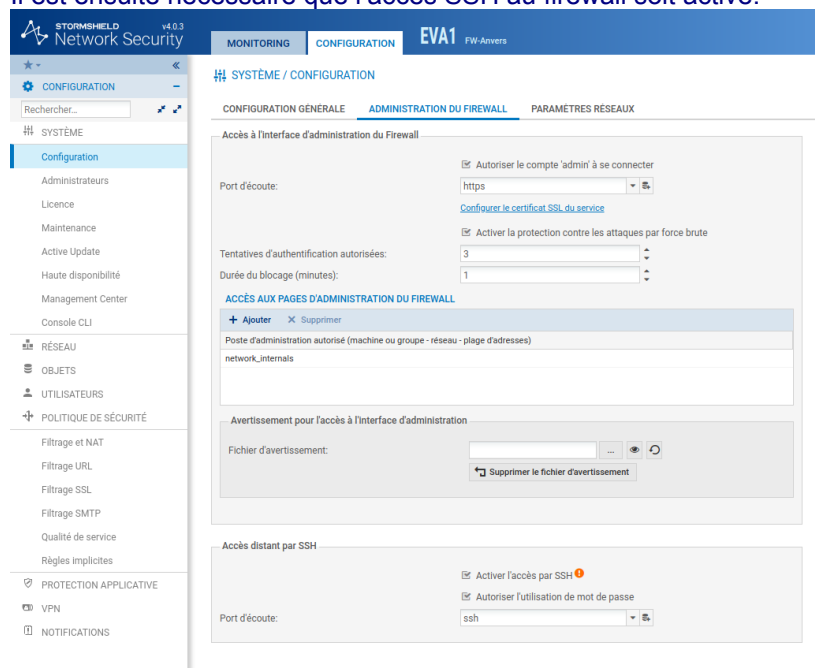 Il est ensuite nécessaire que l'accès SSH au firewall soit activé.
STORMSHIELD v4.0.3
Network Security
MONITORING
CONFIGURATION
EVA1 FW-Anvers
CONFIGURATION
Rechercher...
SYSTÈME
Configuration
Administrateurs
Licence
Maintenance
Active Update
Haute disponibilité
Management Center
Console CLI
RÉSEAU
OBJETS
UTILISATEURS
POLITIQUE DE SÉCURITÉ
Filtrage et NAT
Filtrage URL
Filtrage SSL
Filtrage SMTP
Qualité de service
Règles implicites
PROTECTION APPLICATIVE
VPN
NOTIFICATIONS
SYSTÈME / CONFIGURATION
CONFIGURATION GÉNÉRALE
ADMINISTRATION DU FIREWALL
PARAMÈTRES RÉSEAUX
Accès à l'interface d'administration du Firewall
Autoriser le compte 'admin' à se connecter
Port d'écoute: https
Configurer le certificat SSL du service
Activer la protection contre les attaques par force brute
Tentatives d'authentification autorisées: 3
Durée du blocage (minutes): 1
ACCÈS AUX PAGES D'ADMINISTRATION DU FIREWALL
+ Ajouter × Supprimer
Poste d'administration autorisé (machine ou groupe - réseau - plage d'adresses)
network_internals
Avertissement pour l'accès à l'interface d'administration
Fichier d'avertissement: ...
Supprimer le fichier d'avertissement
Accès distant par SSH
Activer l'accès par SSH
Autoriser l'utilisation de mot de passe
Port d'écoute: ssh